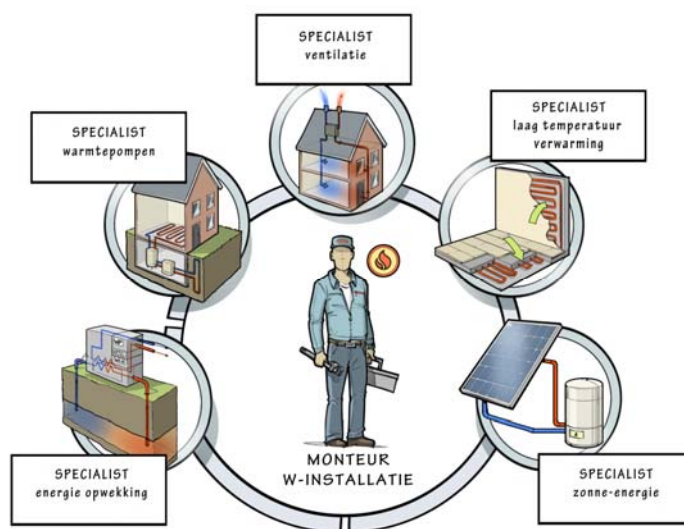 SPECIALIST
ventilatie
SPECIALIST
warmtepompen
SPECIALIST
laag temperatuur
verwarming
MONTEUR
W-INSTALLATIE
SPECIALIST
energie opwekking
SPECIALIST
zonne-energie